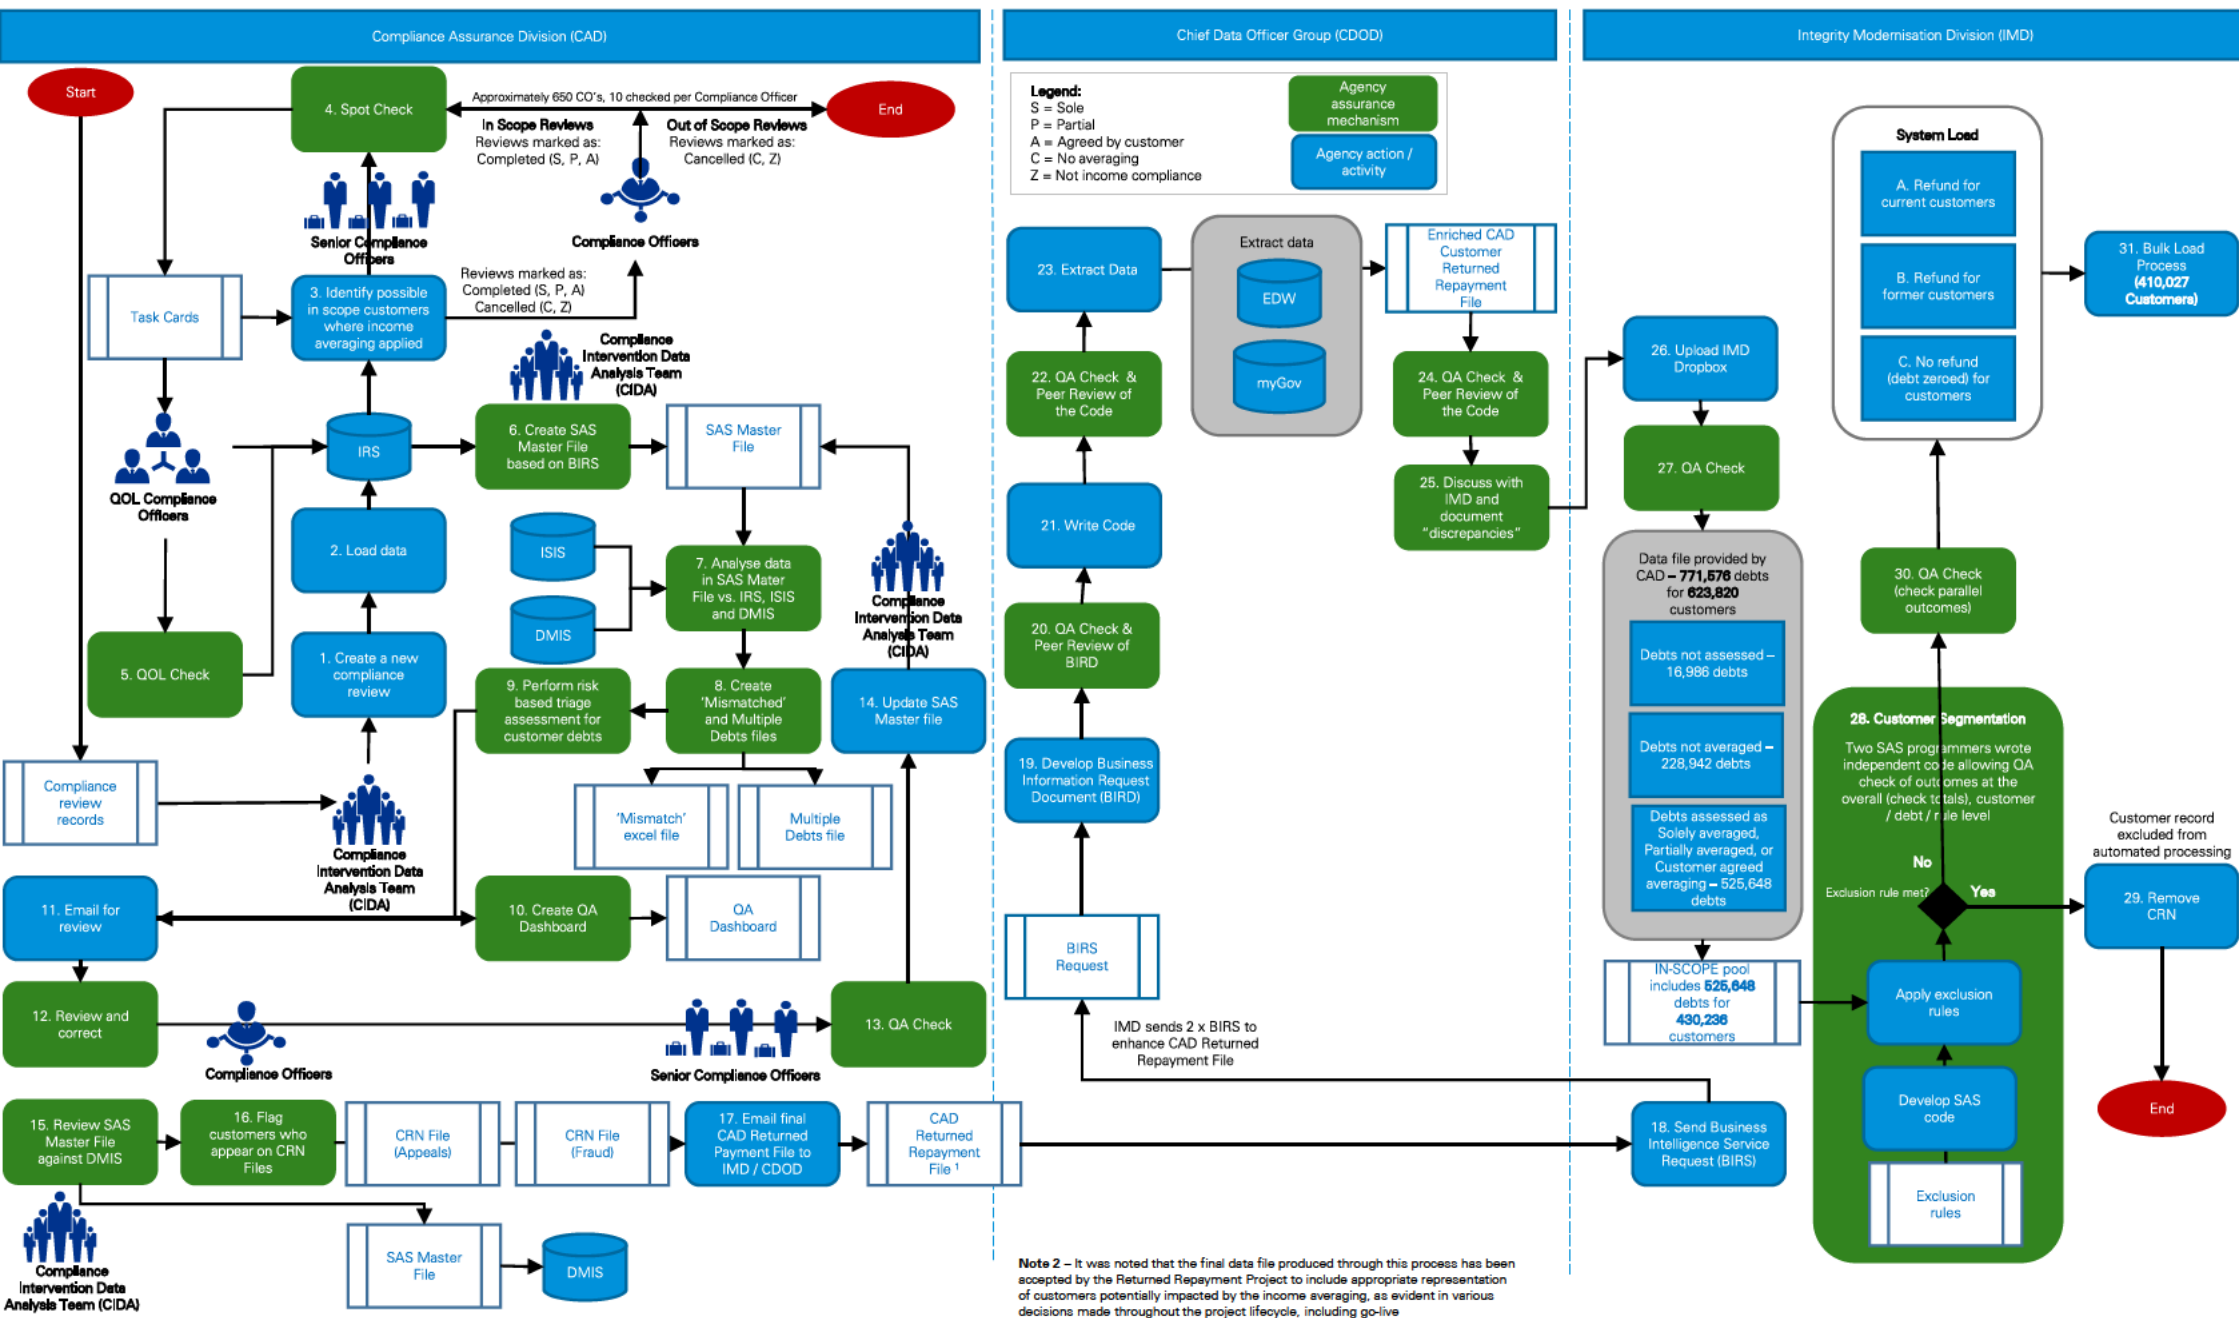 Compliance Assurance Division (CAD)
Start
4. Spot Check
Approximately 650 CO's, 10 checked per Compliance Officer
In Scope Reviews
Reviews marked as:
Completed (S, P, A)
Out of Scope Reviews
Reviews marked as:
Cancelled (C, Z)
End
Senior Compliance
Officers
Compliance Officers
Task Cards
3. Identify possible
in scope customers
where income
averaging applied
Reviews marked as:
Completed (S, P, A)
Cancelled (C, Z)
Compliance
Intervention Data
Analysis Team
(CIDA)
QOL Compliance
Officers
IRS
6. Create SAS
Master File
based on BIRS
SAS Master
File
2. Load data
ISIS
DMIS
7. Analyse data
in SAS Mater
File vs. IRS, ISIS
and DMIS
Compliance
Intervention Data
Analysis Team
(CIDA)
5. QOL Check
1. Create a new
compliance
review
9. Perform risk
based triage
assessment for
customer debts
8. Create
'Mismatched'
and Multiple
Debts files
14. Update SAS
Master file
Compliance
review
records
Compliance
Intervention Data
Analysis Team
(CIDA)
'Mismatch'
excel file
Multiple
Debts file
11. Email for
review
10. Create QA
Dashboard
QA
Dashboard
12. Review and
correct
Compliance Officers
Senior Compliance Officers
13. QA Check
15. Review SAS
Master File
against DMIS
16. Flag
customers who
appear on CRN
Files
CRN File
(Appeals)
CRN File
(Fraud)
17. Email final
CAD Returned
Payment File to
IMD / CDOD
CAD
Returned
Repayment
File 1
Compliance
Intervention Data
Analysis Team (CIDA)
SAS Master
File
DMIS
Chief Data Officer Group (CDOD)
Legend:
S = Sole
P = Partial
A = Agreed by customer
C = No averaging
Z = Not income compliance
Agency
assurance
mechanism
Agency action /
activity
23. Extract Data
Extract data
EDW
myGov
Enriched CAD
Customer
Returned
Repayment
File
22. QA Check &
Peer Review of
the Code
24. QA Check &
Peer Review of
the Code
21. Write Code
25. Discuss with
IMD and
document
"discrepancies"
20. QA Check &
Peer Review of
BIRD
19. Develop Business
Information Request
Document (BIRD)
BIRS
Request
IMD sends 2 x BIRS to
enhance CAD Returned
Repayment File
Note 2 – It was noted that the final data file produced through this process has been
accepted by the Returned Repayment Project to include appropriate representation
of customers potentially impacted by the income averaging, as evident in various
decisions made throughout the project lifecycle, including go-live
Integrity Modernisation Division (IMD)
System Load
A. Refund for
current customers
B. Refund for
former customers
C. No refund
(debt zeroed) for
customers
31. Bulk Load
Process
(410,027
Customers)
26. Upload IMD
Dropbox
27. QA Check
Data file provided by
CAD – 771,576 debts
for 623,820
customers
Debts not assessed –
16,986 debts
Debts not averaged –
228,942 debts
Debts assessed as
Solely averaged,
Partially averaged, or
Customer agreed
averaging – 525,648
debts
30. QA Check
(check parallel
outcomes)
28. Customer Segmentation
Two SAS programmers wrote
independent code allowing QA
check of outcomes at the
overall (check totals), customer
/ debt / rule level
No
Exclusion rule met?
Yes
Customer record
excluded from
automated processing
29. Remove
CRN
IN-SCOPE pool
includes 525,648
debts for
430,236
customers
Apply exclusion
rules
Develop SAS
code
End
18. Send Business
Intelligence Service
Request (BIRS)
Exclusion
rules